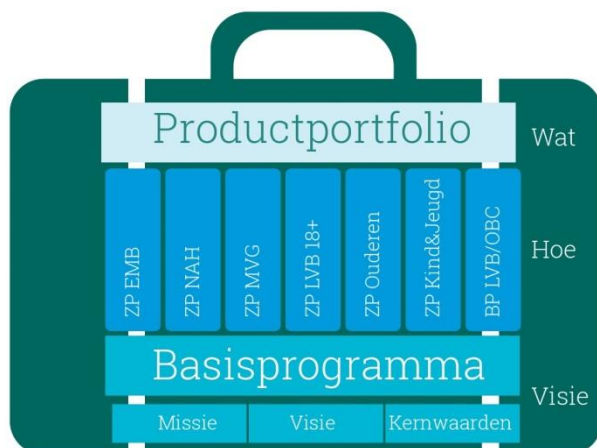 Productportfolio
Wat
ZP EMB
ZP NAH
ZP MVG
ZP LVB 18+
ZP Ouderen
ZP Kind&Jeugd
BP LVB/OBC
Hoe
Basisprogramma
Visie
Missie
Visie
Kernwaarden